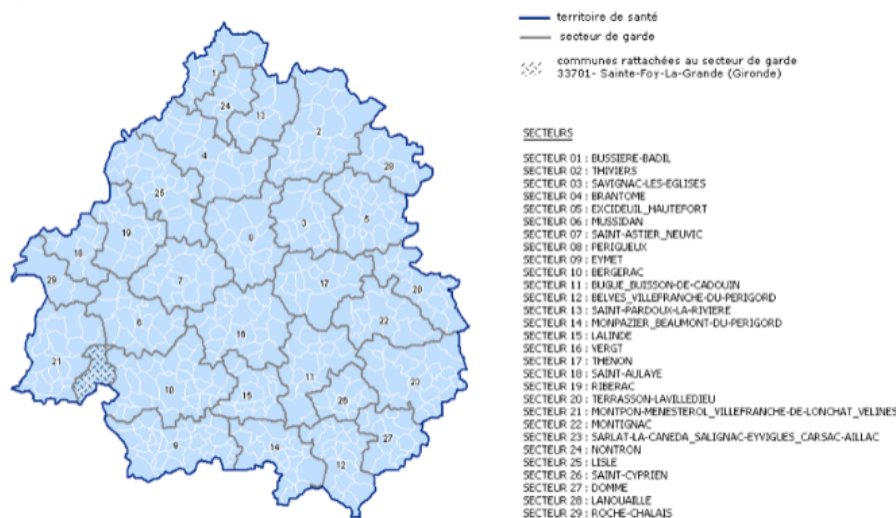 territoire de santé
secteur de garde
communes rattachées au secteur de garde
33701- Sainte-Foy-La-Grande (Gironde)
SECTEURS
SECTEUR 01 : BUSSIERE-BADIL
SECTEUR 02 : THIVIERS
SECTEUR 03 : SAVIGNAC-LES-EGLISES
SECTEUR 04 : BRANTOME
SECTEUR 05 : EXCIDEUIL_HAUTEFORT
SECTEUR 06 : MUSSIDAN
SECTEUR 07 : SAINT-ASTIER_NEUVIC
SECTEUR 08 : PERIGUEUX
SECTEUR 09 : EYMET
SECTEUR 10 : BERGERAC
SECTEUR 11 : BUGUE_BUISSON-DE-CADOUIN
SECTEUR 12 : BELVES_VILLEFRANCHE-DU-PERIGORD
SECTEUR 13 : SAINT-PARDOUX-LA-RIVIERE
SECTEUR 14 : MONPAZIER_BEAUMONT-DU-PERIGORD
SECTEUR 15 : LALINDE
SECTEUR 16 : VERGT
SECTEUR 17 : THENON
SECTEUR 18 : SAINT-AULAYE
SECTEUR 19 : RIBERAC
SECTEUR 20 : TERRASSON-LAVILLEDIEU
SECTEUR 21 : MONTPON-MENESTEROL_VILLEFRANCHE-DE-LONCHAT_VELINES
SECTEUR 22 : MONTIGNAC
SECTEUR 23 : SARLAT-LA-CANEDA_SALIGNAC-EYVIGUES_CARSAC-AILLAC
SECTEUR 24 : NONTRON
SECTEUR 25 : LISLE
SECTEUR 26 : SAINT-CYPRIEN
SECTEUR 27 : DOMME
SECTEUR 28 : LANOUAILLE
SECTEUR 29 : ROCHE-CHALAIS
1
24
13
2
4
28
25
3
5
19
8
18
7
17
29
20
6
22
16
21
11
23
10
15
26
27
9
14
12